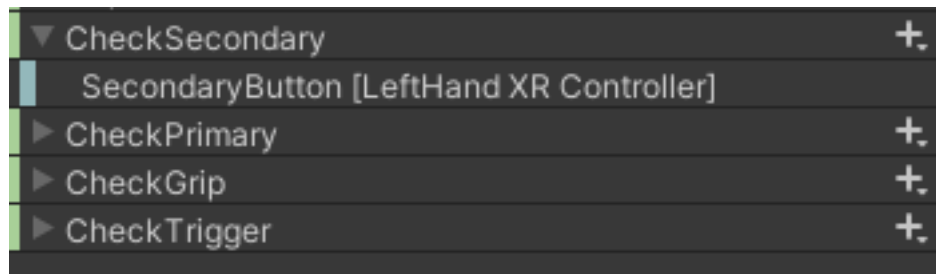 CheckSecondary
SecondaryButton [LeftHand XR Controller]
CheckPrimary
CheckGrip
CheckTrigger